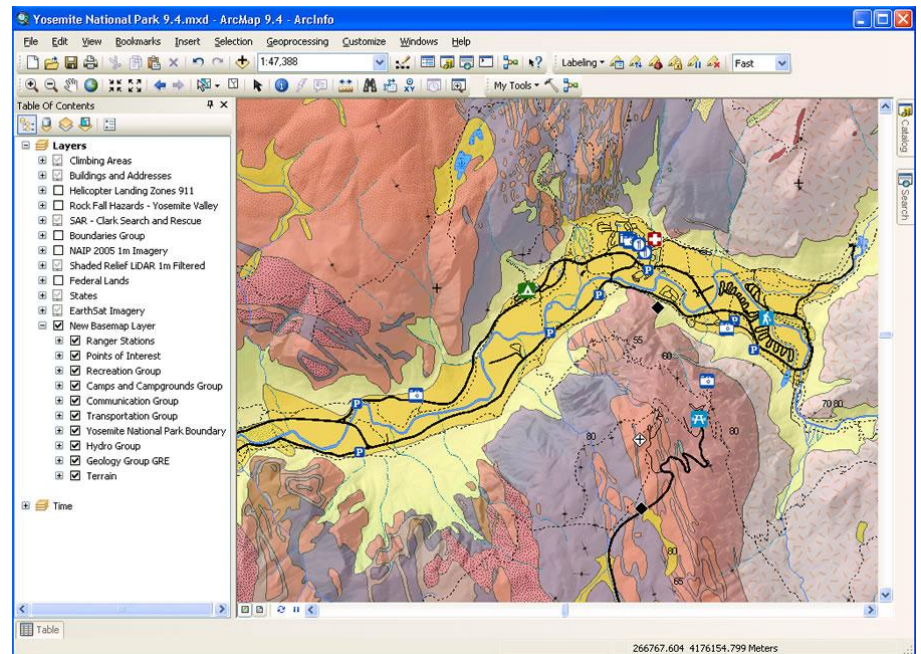 Yosemite National Park 9.4.mxd - ArcMap 9.4 - ArcInfo
File Edit View Bookmarks Insert Selection Geoprocessing Customize Windows Help
1:47,388 Labeling Fast
My Tools
Table Of Contents
Layers
Climbing Areas
Buildings and Addresses
Helicopter Landing Zones 911
Rock Fall Hazards - Yosemite Valley
SAR - Clark Search and Rescue
Boundaries Group
NAIP 2005 1m Imagery
Shaded Relief LiDAR 1m Filtered
Federal Lands
States
EarthSat Imagery
New Basemap Layer
Ranger Stations
Points of Interest
Recreation Group
Camps and Campgrounds Group
Communication Group
Transportation Group
Yosemite National Park Boundary
Hydro Group
Geology Group GRE
Terrain
Time
Catalog
Search
P
P
P
P
P
P
P
P
55
60
70 80
80
80
80
65
Table
266767.604 4176154.799 Meters